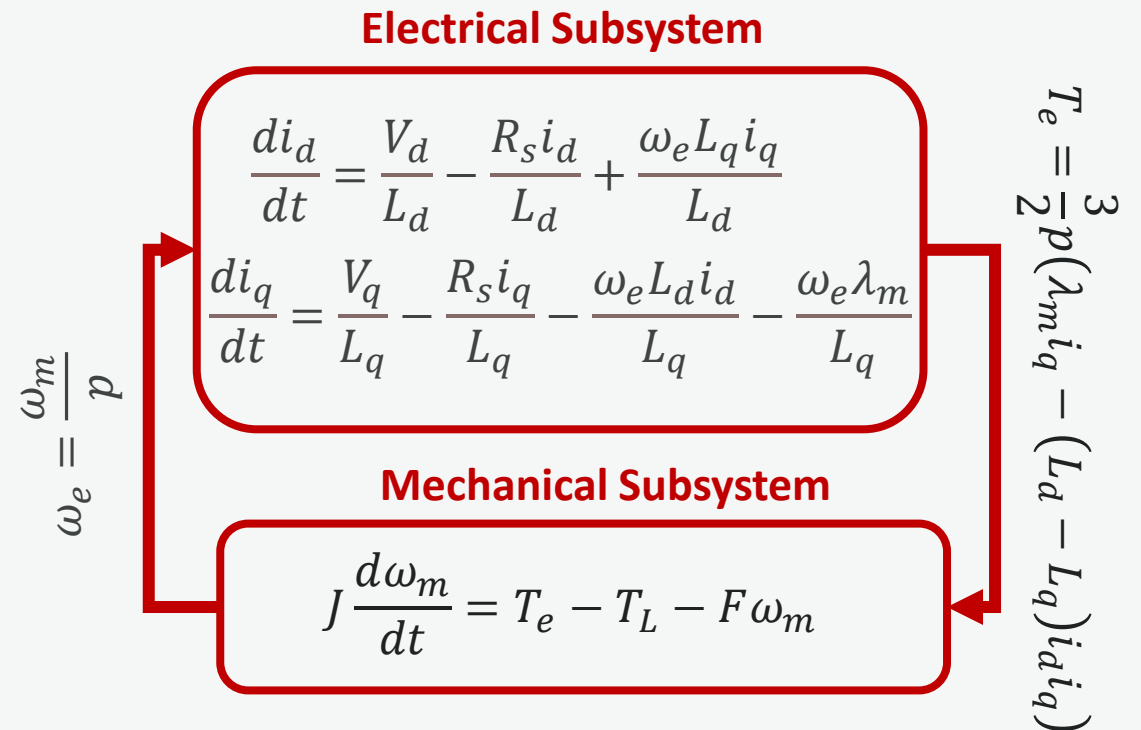 Electrical Subsystem
di_d/dt = V_d/L_d − R_s i_d/L_d + ω_e L_q i_q/L_d
di_q/dt = V_q/L_q − R_s i_q/L_q − ω_e L_d i_d/L_q − ω_e λ_m/L_q
T_e = 3/2 p(λ_m i_q − (L_d − L_q)i_d i_q)
ω_e = ω_m/p
Mechanical Subsystem
J dω_m/dt = T_e − T_L − Fω_m